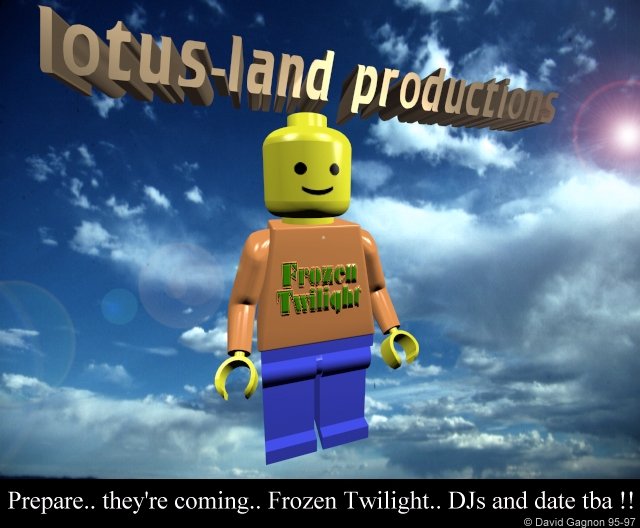 lotus-land productions
Frozen
Twilight
Prepare.. they're coming.. Frozen Twilight.. DJs and date tba !!
© David Gagnon 95-97